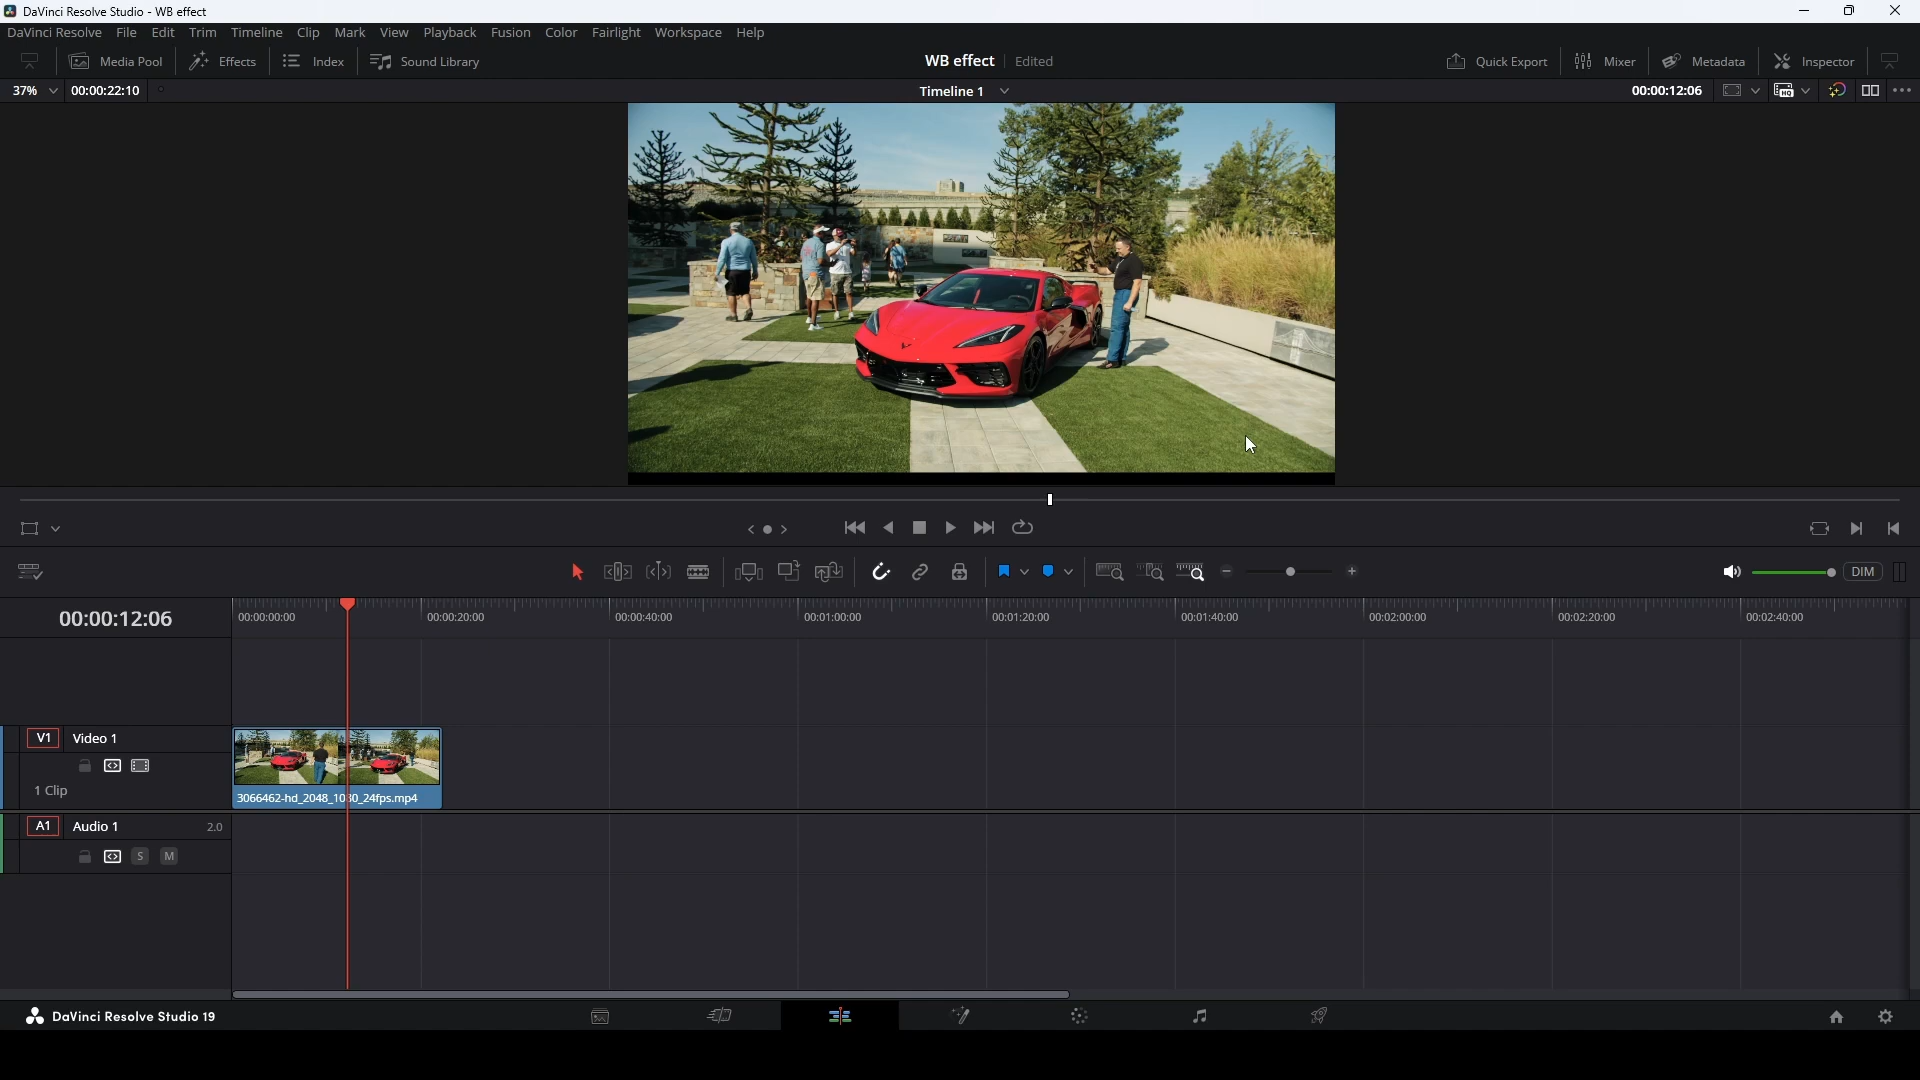 DaVinci Resolve Studio - WB effect
DaVinci Resolve File Edit Trim Timeline Clip Mark View Playback Fusion Color Fairlight Workspace Help
Media Pool Effects Index Sound Library WB effect Edited Quick Export Mixer Metadata Inspector
37% 00:00:22:10 Timeline 1 00:00:12:06 HQ
DIM
00:00:12:06 00:00:00:00 00:00:20:00 00:00:40:00 00:01:00:00 00:01:20:00 00:01:40:00 00:02:00:00 00:02:20:00 00:02:40:00
V1 Video 1
1 Clip
3066462-hd_2048_1080_24fps.mp4
A1 Audio 1 2.0
S M
DaVinci Resolve Studio 19